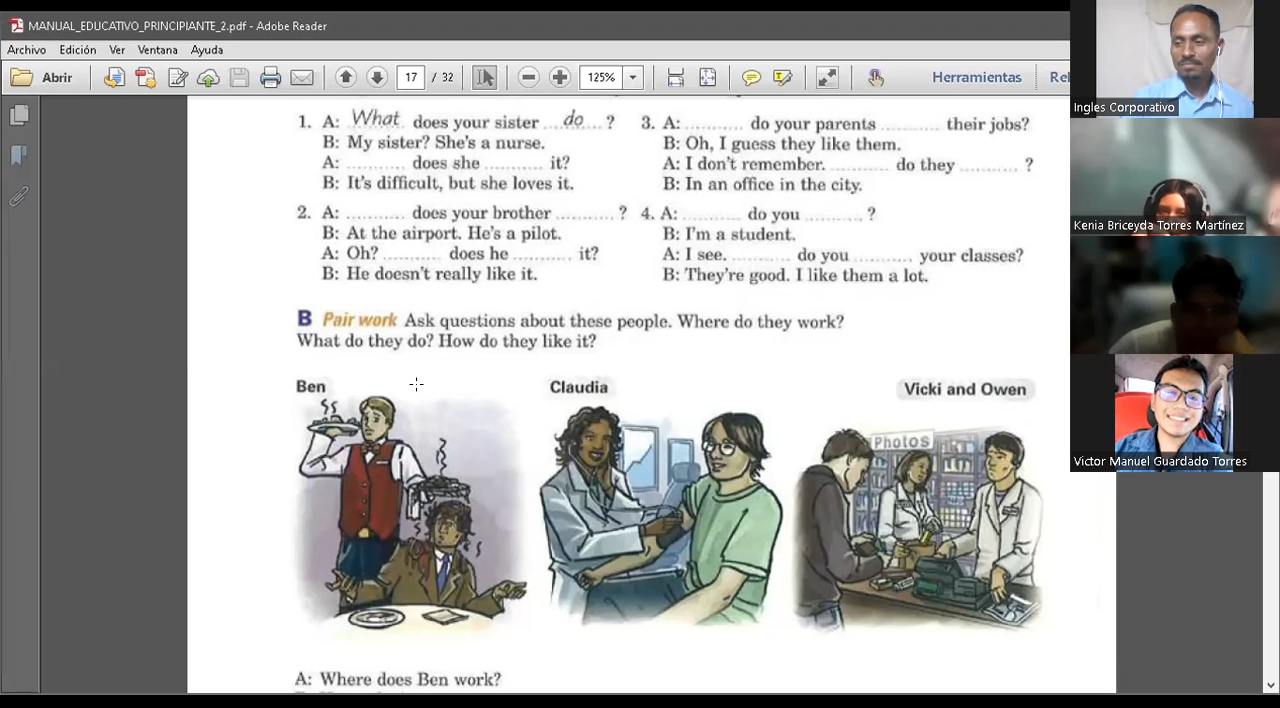 MANUAL_EDUCATIVO_PRINCIPIANTE_2.pdf - Adobe Reader
Archivo Edición Ver Ventana Ayuda
Abrir 17 / 32 125% Herramientas
1. A: What does your sister do ?
B: My sister? She's a nurse.
A: .......... does she .......... it?
B: It's difficult, but she loves it.
2. A: .......... does your brother .......... ?
B: At the airport. He's a pilot.
A: Oh? .......... does he .......... it?
B: He doesn't really like it.
3. A: .......... do your parents .......... their jobs?
B: Oh, I guess they like them.
A: I don't remember. .......... do they .......... ?
B: In an office in the city.
4. A: .......... do you .......... ?
B: I'm a student.
A: I see. .......... do you .......... your classes?
B: They're good. I like them a lot.
B Pair work Ask questions about these people. Where do they work?
What do they do? How do they like it?
Ben Claudia Vicki and Owen
Photos
A: Where does Ben work?
Ingles Corporativo
Kenia Briceyda Torres Martínez
Victor Manuel Guardado Torres